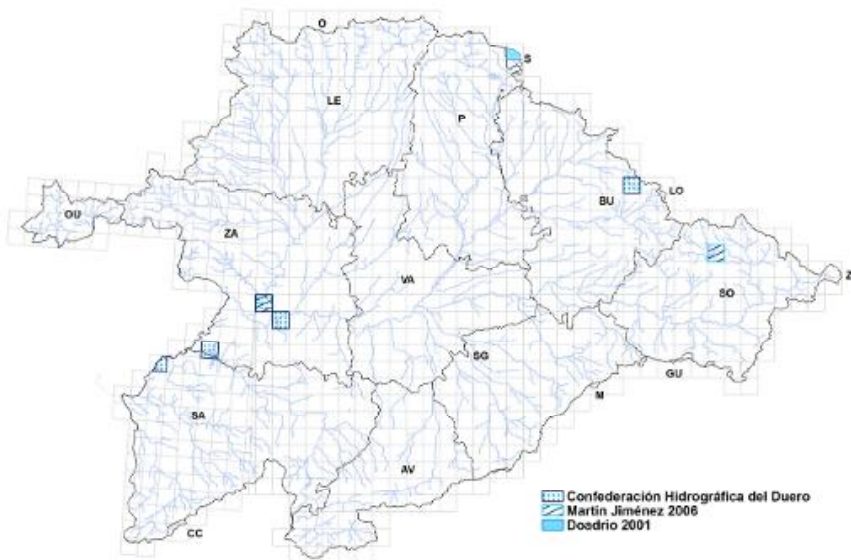 O
S
LE
P
LO
OU
BU
ZA
Z
VA
SO
SG
GU
M
SA
AV
CC
Confederación Hidrográfica del Duero
Martín Jiménez 2006
Doadrio 2001